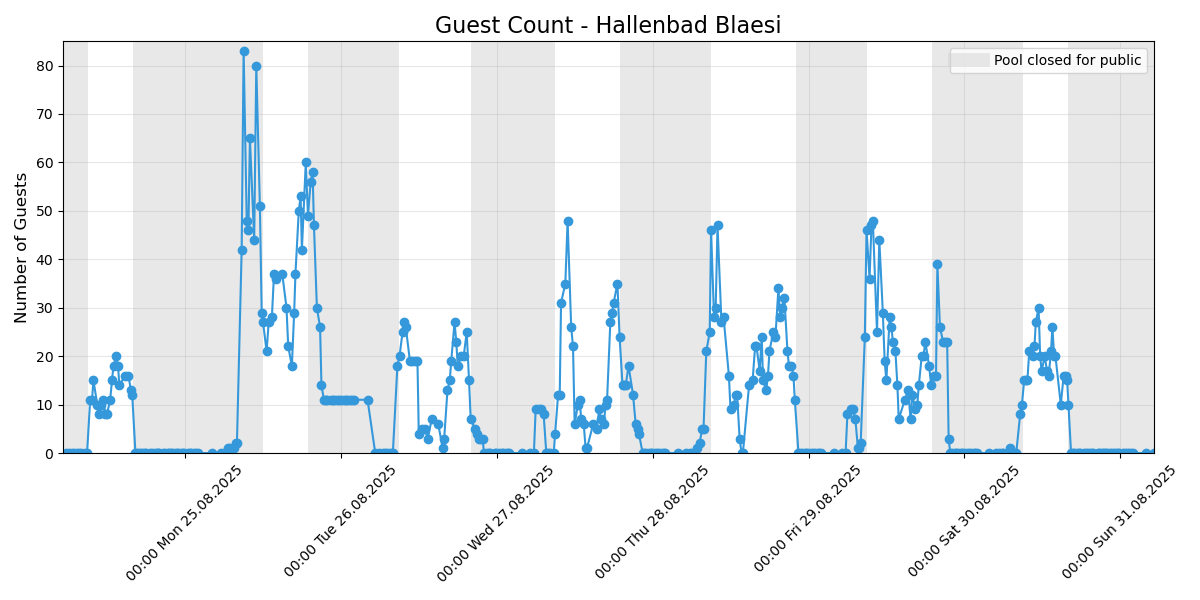 Guest Count - Hallenbad Blaesi
Pool closed for public
Number of Guests
80
70
60
50
40
30
20
10
0
00:00 Mon 25.08.2025
00:00 Tue 26.08.2025
00:00 Wed 27.08.2025
00:00 Thu 28.08.2025
00:00 Fri 29.08.2025
00:00 Sat 30.08.2025
00:00 Sun 31.08.2025